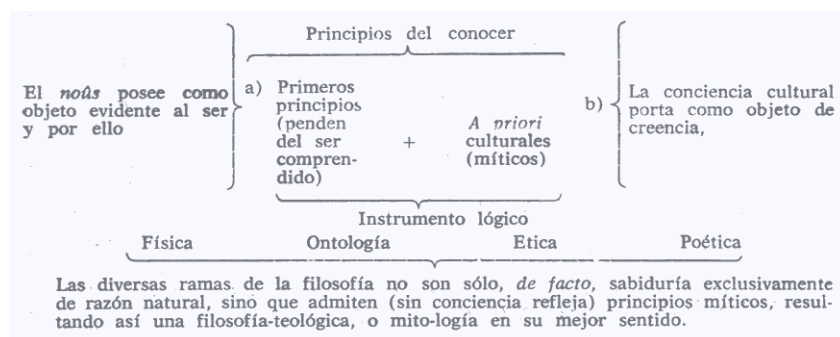 Principios del conocer
El noûs posee como
objeto evidente al ser
y por ello
a) Primeros
principios
(penden
del ser
compren-
dido)
+
A priori
culturales
(míticos)
b)
La conciencia cultural
porta como objeto de
creencia,
Instrumento lógico
Física Ontología Etica Poética
Las diversas ramas de la filosofía no son sólo, de facto, sabiduría exclusivamente
de razón natural, sino que admiten (sin conciencia refleja) principios míticos, resul-
tando así una filosofía-teológica, o mito-logía en su mejor sentido.